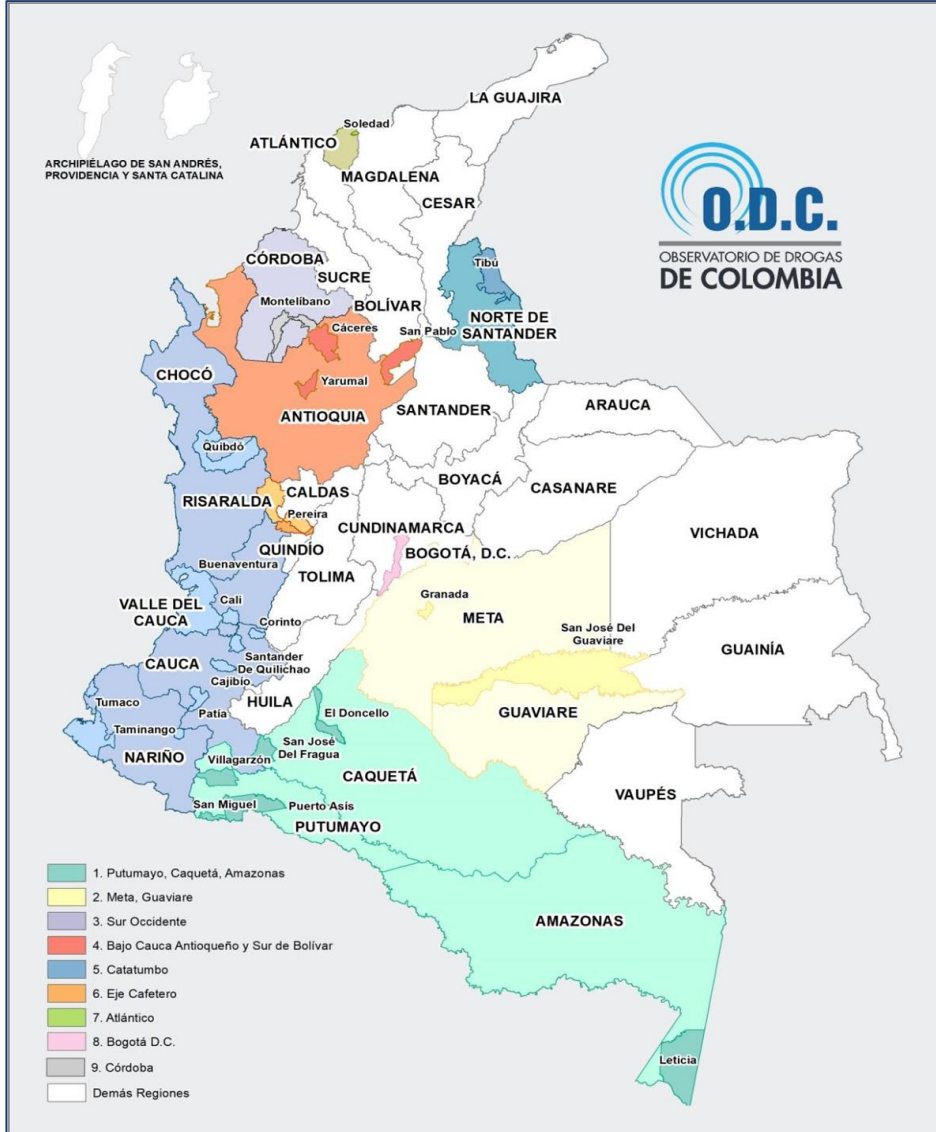 LA GUAJIRA
Soledad
ATLÁNTICO
ARCHIPIÉLAGO DE SAN ANDRÉS,
PROVIDENCIA Y SANTA CATALINA
MAGDALENA
CESAR
O.D.C.
OBSERVATORIO DE DROGAS
DE COLOMBIA
CÓRDOBA
SUCRE
Tibú
Montelíbano
BOLÍVAR
NORTE DE
SANTANDER
Cáceres
San Pablo
CHOCÓ
Yarumal
ANTIOQUIA
SANTANDER
ARAUCA
Quibdó
BOYACÁ
CASANARE
RISARALDA
CALDAS
Pereira
CUNDINAMARCA
VICHADA
QUINDÍO
BOGOTÁ, D.C.
Buenaventura
TOLIMA
Granada
META
VALLE DEL
CAUCA
Cali
Corinto
San José Del
Guaviare
GUAINÍA
CAUCA
Santander
De Quilichao
Cajibío
HUILA
GUAVIARE
Tumaco
Patía
El Doncello
Taminango
San José
Del Fragua
NARIÑO
Villagarzón
CAQUETÁ
VAUPÉS
San Miguel
Puerto Asís
PUTUMAYO
AMAZONAS
Leticia
1. Putumayo, Caquetá, Amazonas
2. Meta, Guaviare
3. Sur Occidente
4. Bajo Cauca Antioqueño y Sur de Bolívar
5. Catatumbo
6. Eje Cafetero
7. Atlántico
8. Bogotá D.C.
9. Córdoba
Demás Regiones